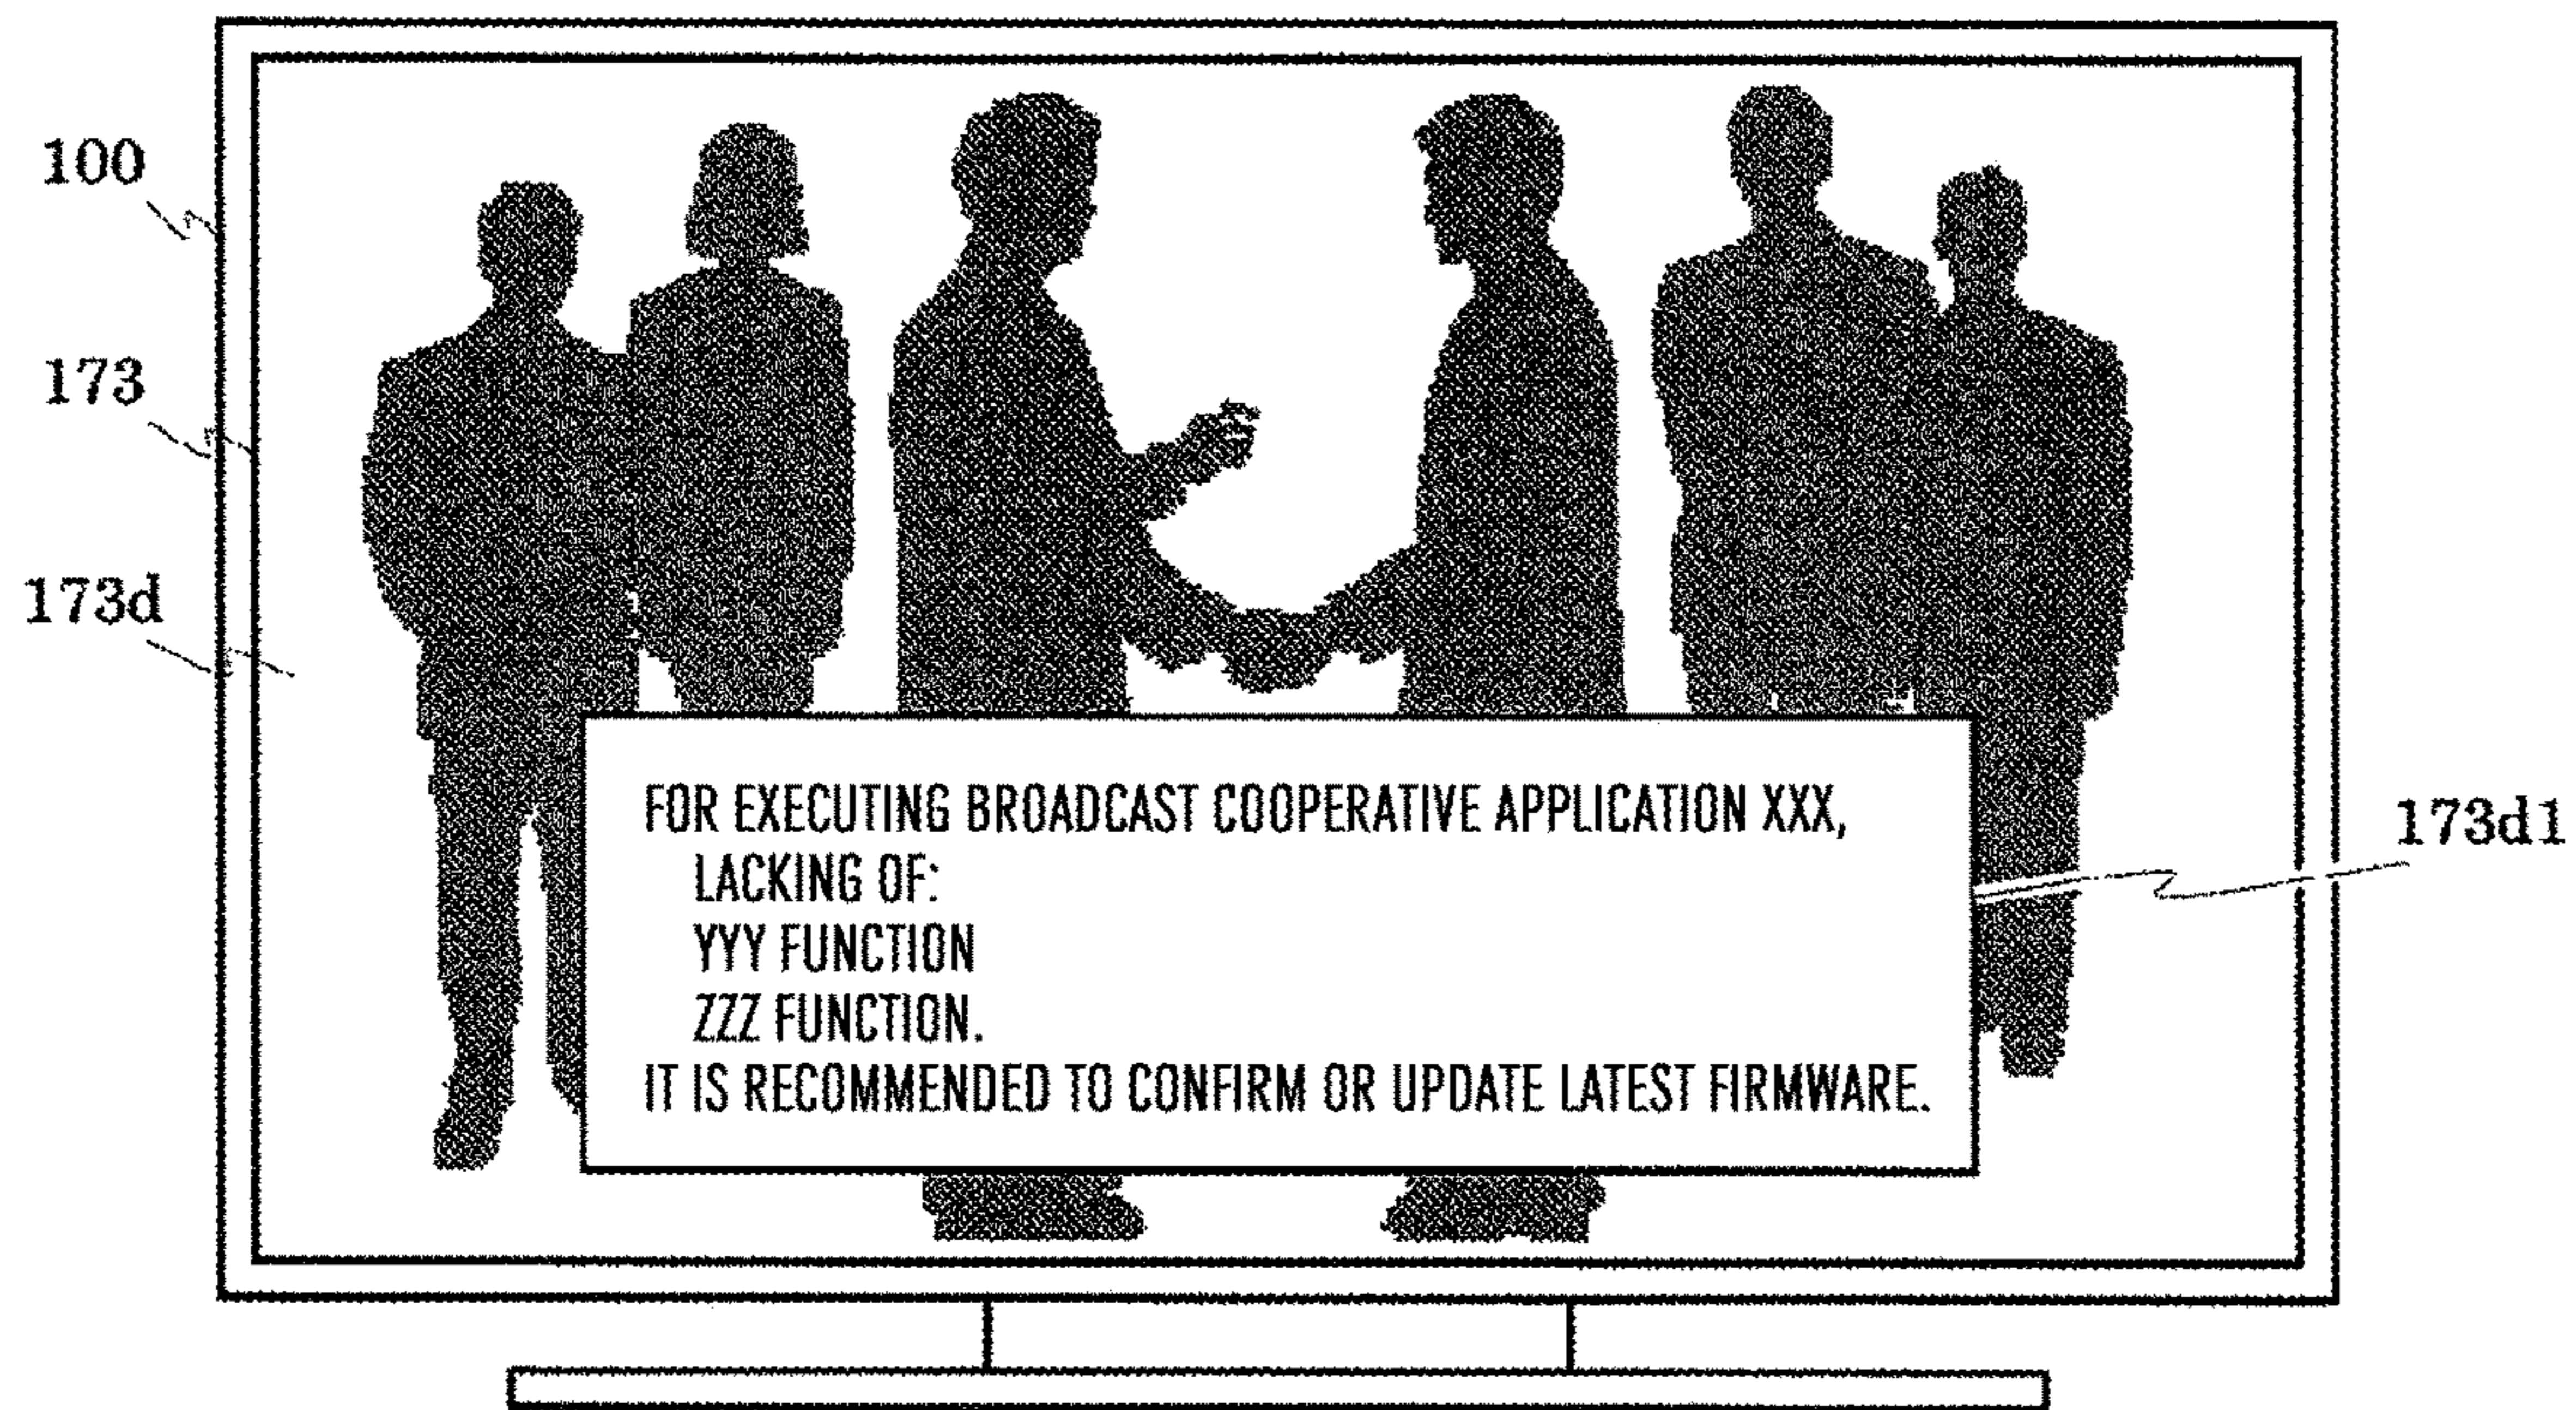 100
173
173d
FOR EXECUTING BROADCAST COOPERATIVE APPLICATION XXX,
LACKING OF:
YYY FUNCTION
ZZZ FUNCTION.
IT IS RECOMMENDED TO CONFIRM OR UPDATE LATEST FIRMWARE.
173d1